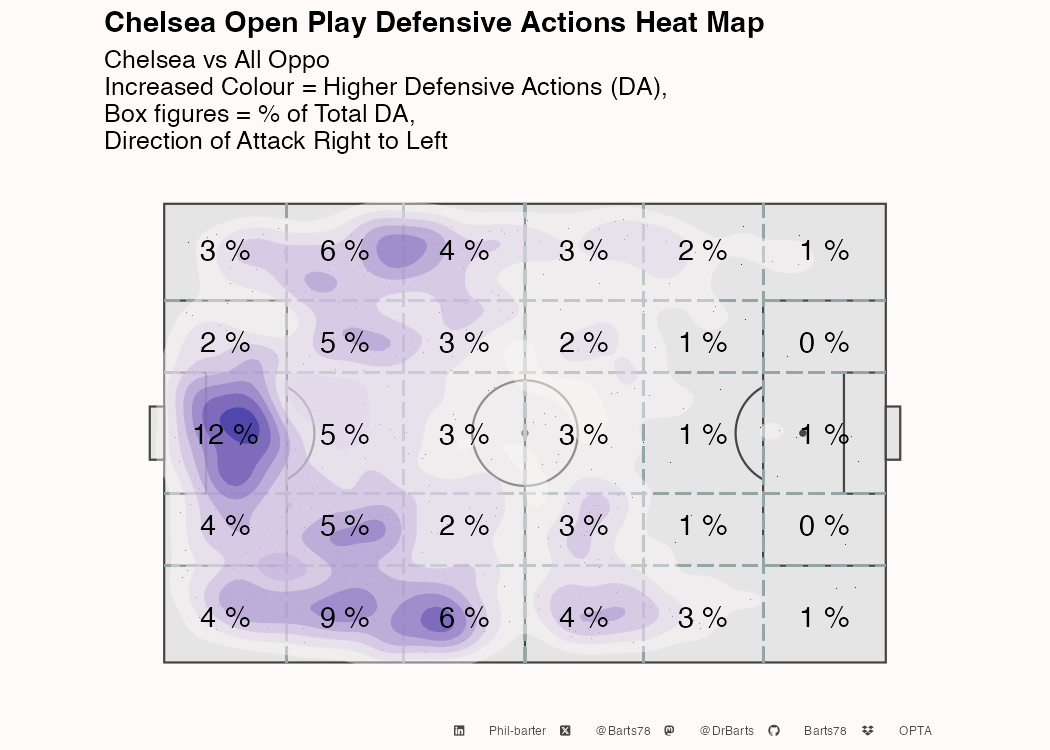 Chelsea Open Play Defensive Actions Heat Map
Chelsea vs All Oppo
Increased Colour = Higher Defensive Actions (DA),
Box figures = % of Total DA,
Direction of Attack Right to Left
3 % 6 % 4 % 3 % 2 % 1 %
2 % 5 % 3 % 2 % 1 % 0 %
12 % 5 % 3 % 3 % 1 % 1 %
4 % 5 % 2 % 3 % 1 % 0 %
4 % 9 % 6 % 4 % 3 % 1 %
Phil-barter @Barts78 @DrBarts Barts78 OPTA